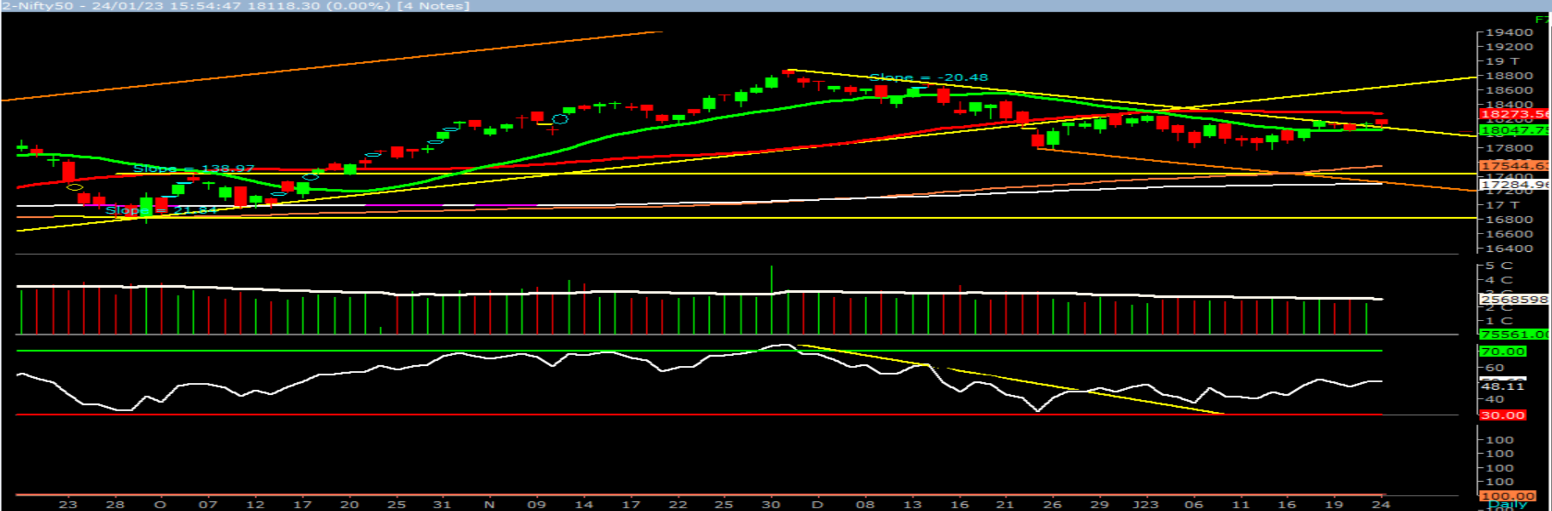 2-Nifty50 - 24/01/23 15:54:47 18118.30 (0.00%) [4 Notes]
19400
19200
19 T
18800
Slope = -20.48
18600
18400
18273.56
18047.7
17800
Slope = 138.97
17544.6
17400
17284.96
Slope = 21.84
17 T
16800
16600
16400
5 C
4 C
2568598
2 C
1 C
75561.00
70.00
60
48.11
40
30.00
100
100
100
100
100.00
23 28 O 07 12 17 20 25 31 N 09 14 17 22 25 30 D 08 13 16 21 26 29 J23 06 11 16 19 24 Daily